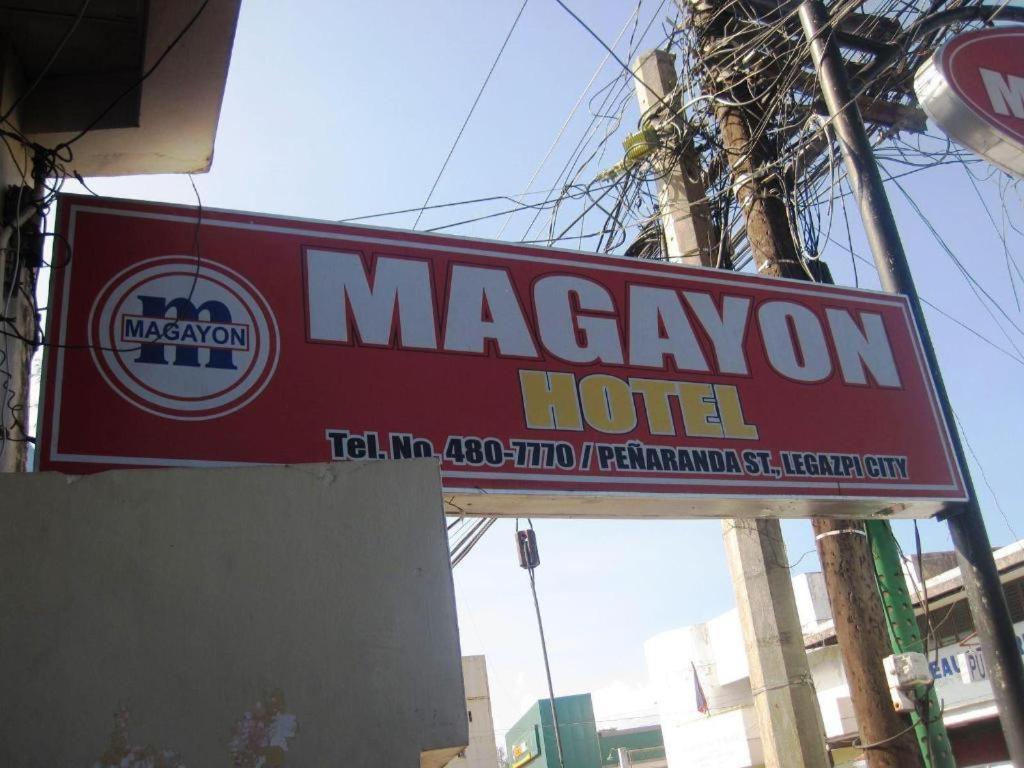 m
MAGAYON
MAGAYON
HOTEL
Tel. No. 480-7770 / PEÑARANDA ST., LEGAZPI CITY
M